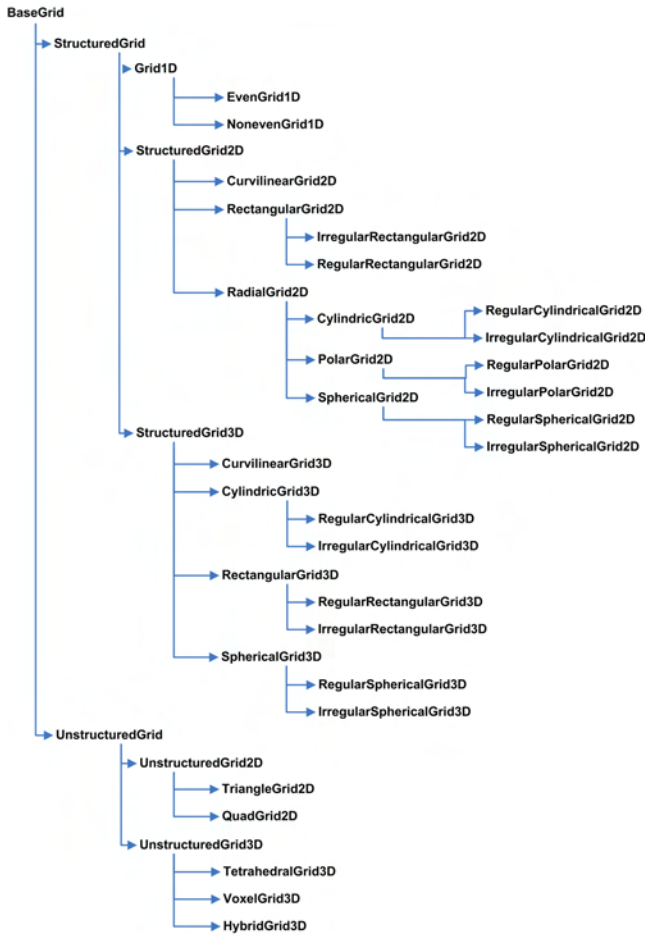 BaseGrid
StructuredGrid
Grid1D
EvenGrid1D
NonevenGrid1D
StructuredGrid2D
CurvilinearGrid2D
RectangularGrid2D
IrregularRectangularGrid2D
RegularRectangularGrid2D
RadialGrid2D
CylindricGrid2D
RegularCylindricalGrid2D
IrregularCylindricalGrid2D
PolarGrid2D
RegularPolarGrid2D
IrregularPolarGrid2D
SphericalGrid2D
RegularSphericalGrid2D
IrregularSphericalGrid2D
StructuredGrid3D
CurvilinearGrid3D
CylindricGrid3D
RegularCylindricalGrid3D
IrregularCylindricalGrid3D
RectangularGrid3D
RegularRectangularGrid3D
IrregularRectangularGrid3D
SphericalGrid3D
RegularSphericalGrid3D
IrregularSphericalGrid3D
UnstructuredGrid
UnstructuredGrid2D
TriangleGrid2D
QuadGrid2D
UnstructuredGrid3D
TetrahedralGrid3D
VoxelGrid3D
HybridGrid3D